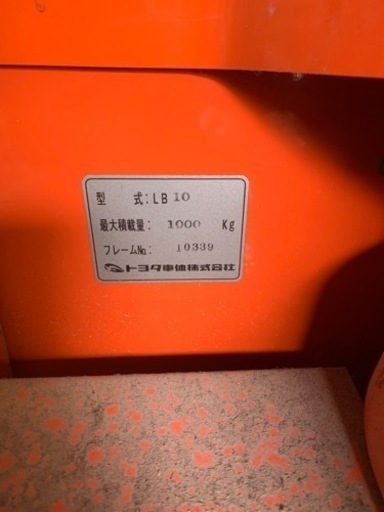 型 式:LB 10
最大積載量: 1000 Kg
フレーム№: 10339
トヨタ車体株式会社